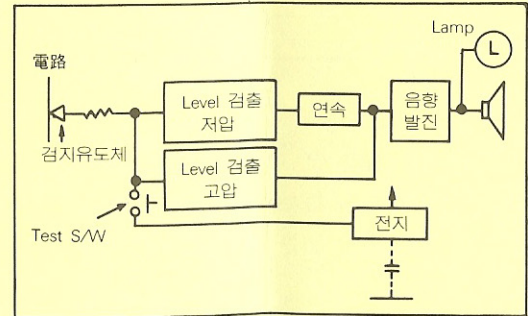 Lamp
L
電路
Level 검출
저압
연속
음향
발진
검지유도체
Level 검출
고압
Test S/W
전지